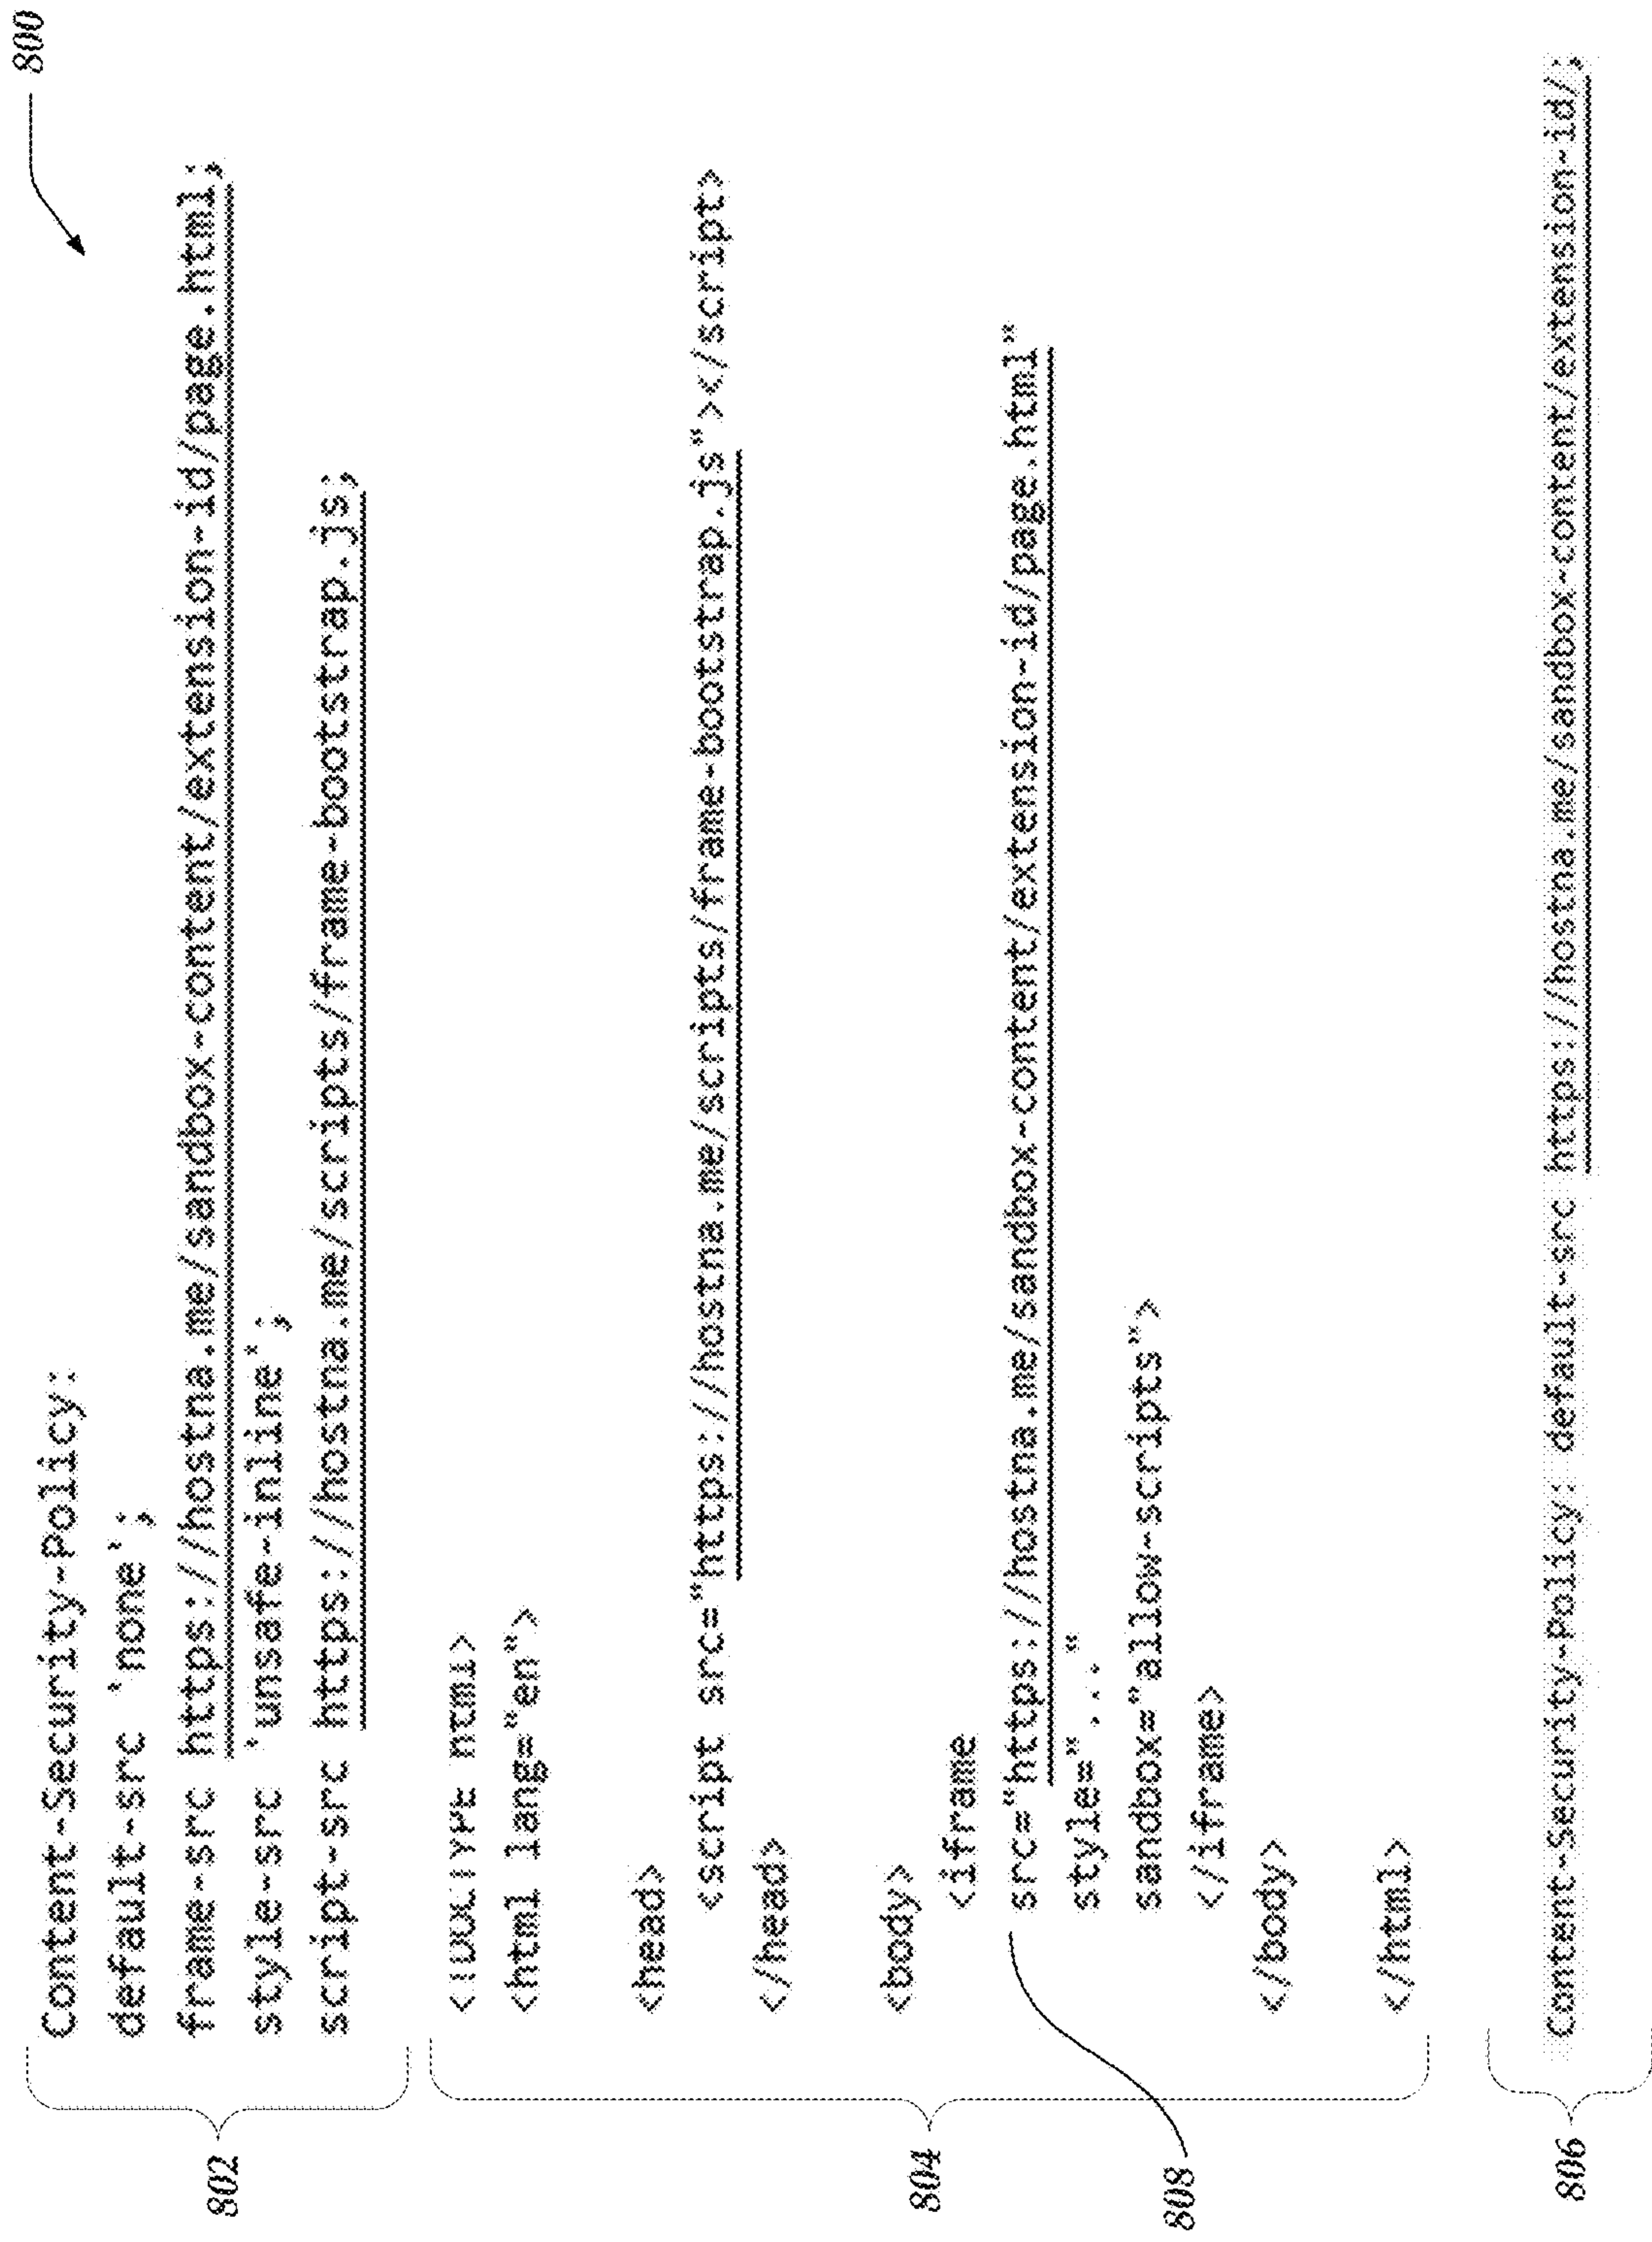 800
802
Content-Security-Policy:
default-src 'none';
frame-src https://hostna.me/sandbox-content/extension-id/page.html;
style-src 'unsafe-inline';
script-src https://hostna.me/scripts/frame-bootstrap.js;
804
<!DOCTYPE html>
<html lang="en">
<head>
<script src="https://hostna.me/scripts/frame-bootstrap.js"></script>
</head>
<body>
<iframe
808
src="https://hostna.me/sandbox-content/extension-id/page.html"
style="..."
sandbox="allow-scripts">
</iframe>
</body>
</html>
806
Content-Security-Policy: default-src https://hostna.me/sandbox-content/extension-id/;